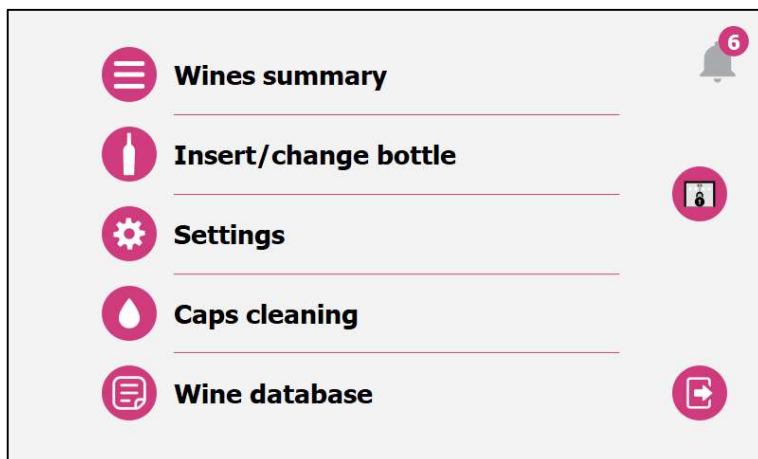 6
Wines summary
Insert/change bottle
Settings
Caps cleaning
Wine database